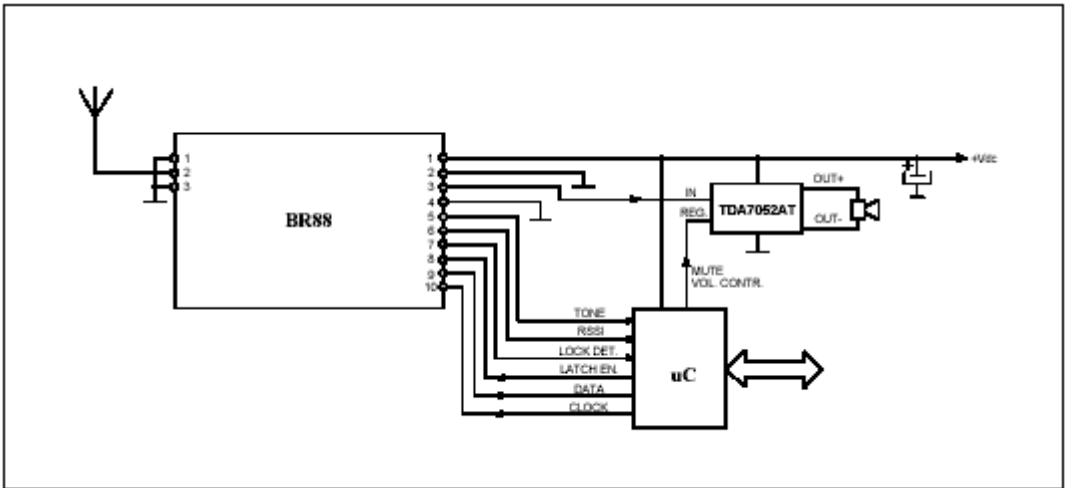 1
2
3
BR88
1
2
3
4
5
6
7
8
9
10
+Vdc
+
IN
REG.
TDA7052AT
OUT+
OUT-
MUTE
VOL. CONTR.
TONE
RSSI
LOCK DET.
LATCH EN.
DATA
CLOCK
uC